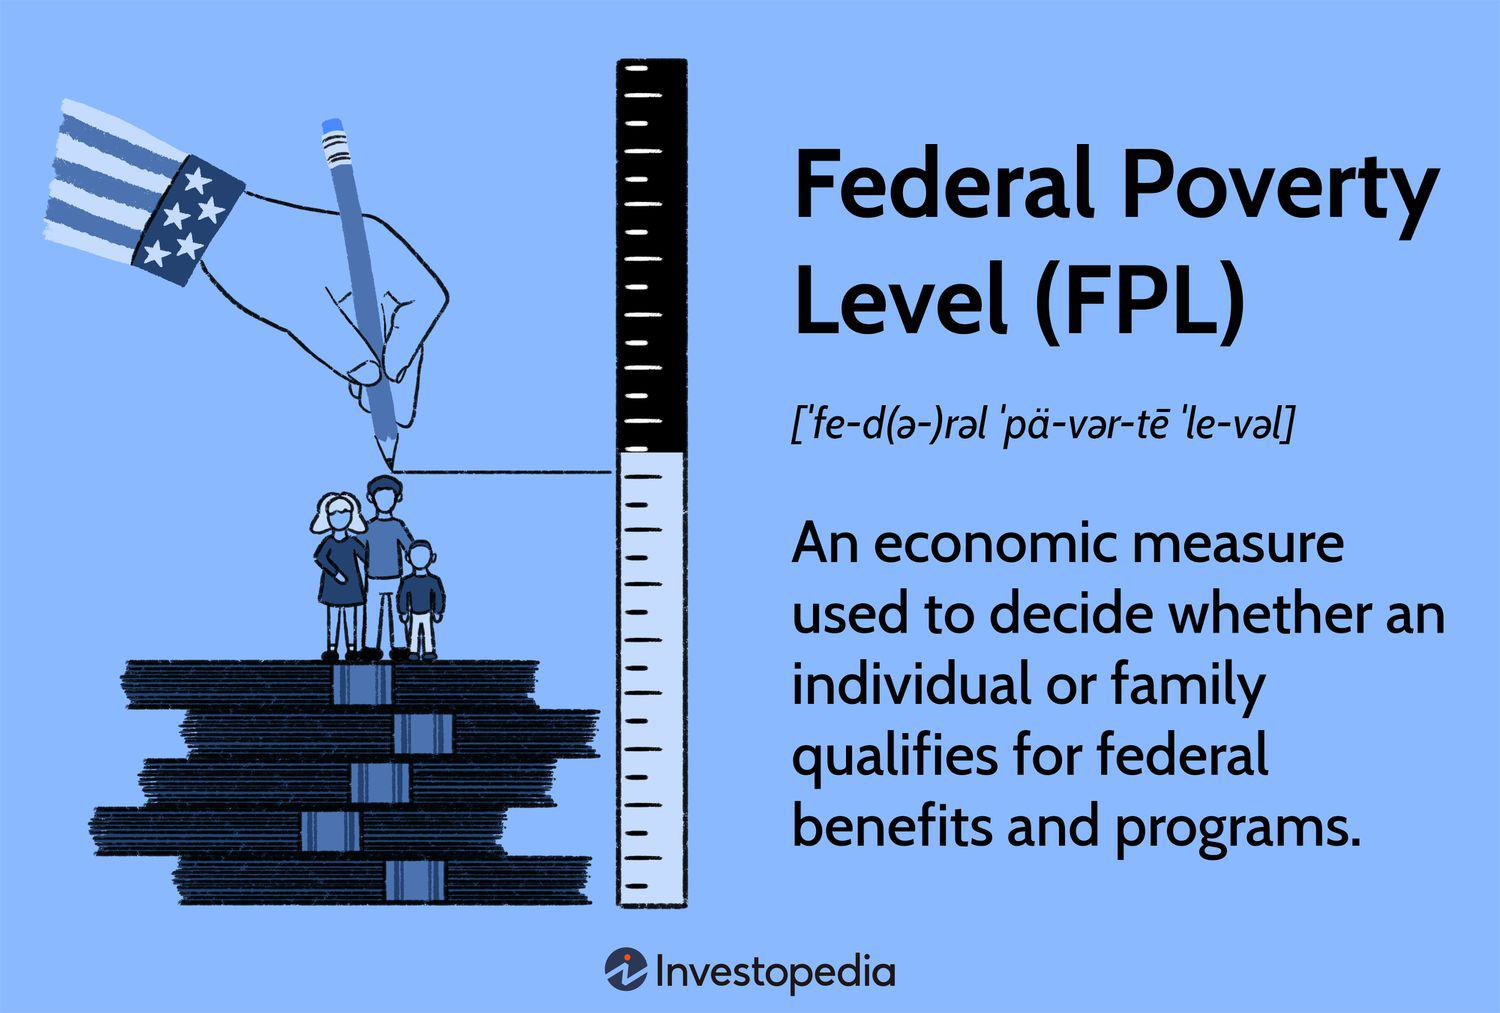 Federal Poverty
Level (FPL)
[ˈfe-d(ə-)rəl ˈpä-vər-tē ˈle-vəl]
An economic measure
used to decide whether an
individual or family
qualifies for federal
benefits and programs.
Investopedia